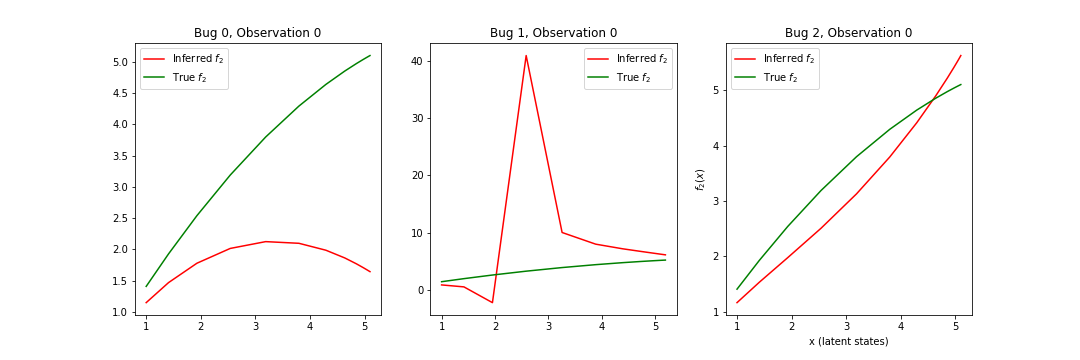 Bug 0, Observation 0
Inferred f₂
True f₂
5.0
4.5
4.0
3.5
3.0
2.5
2.0
1.5
1.0
1 2 3 4 5
Bug 1, Observation 0
Inferred f₂
True f₂
40
30
20
10
0
1 2 3 4 5
Bug 2, Observation 0
Inferred f₂
True f₂
f₂(x)
5
4
3
2
1
1 2 3 4 5
x (latent states)